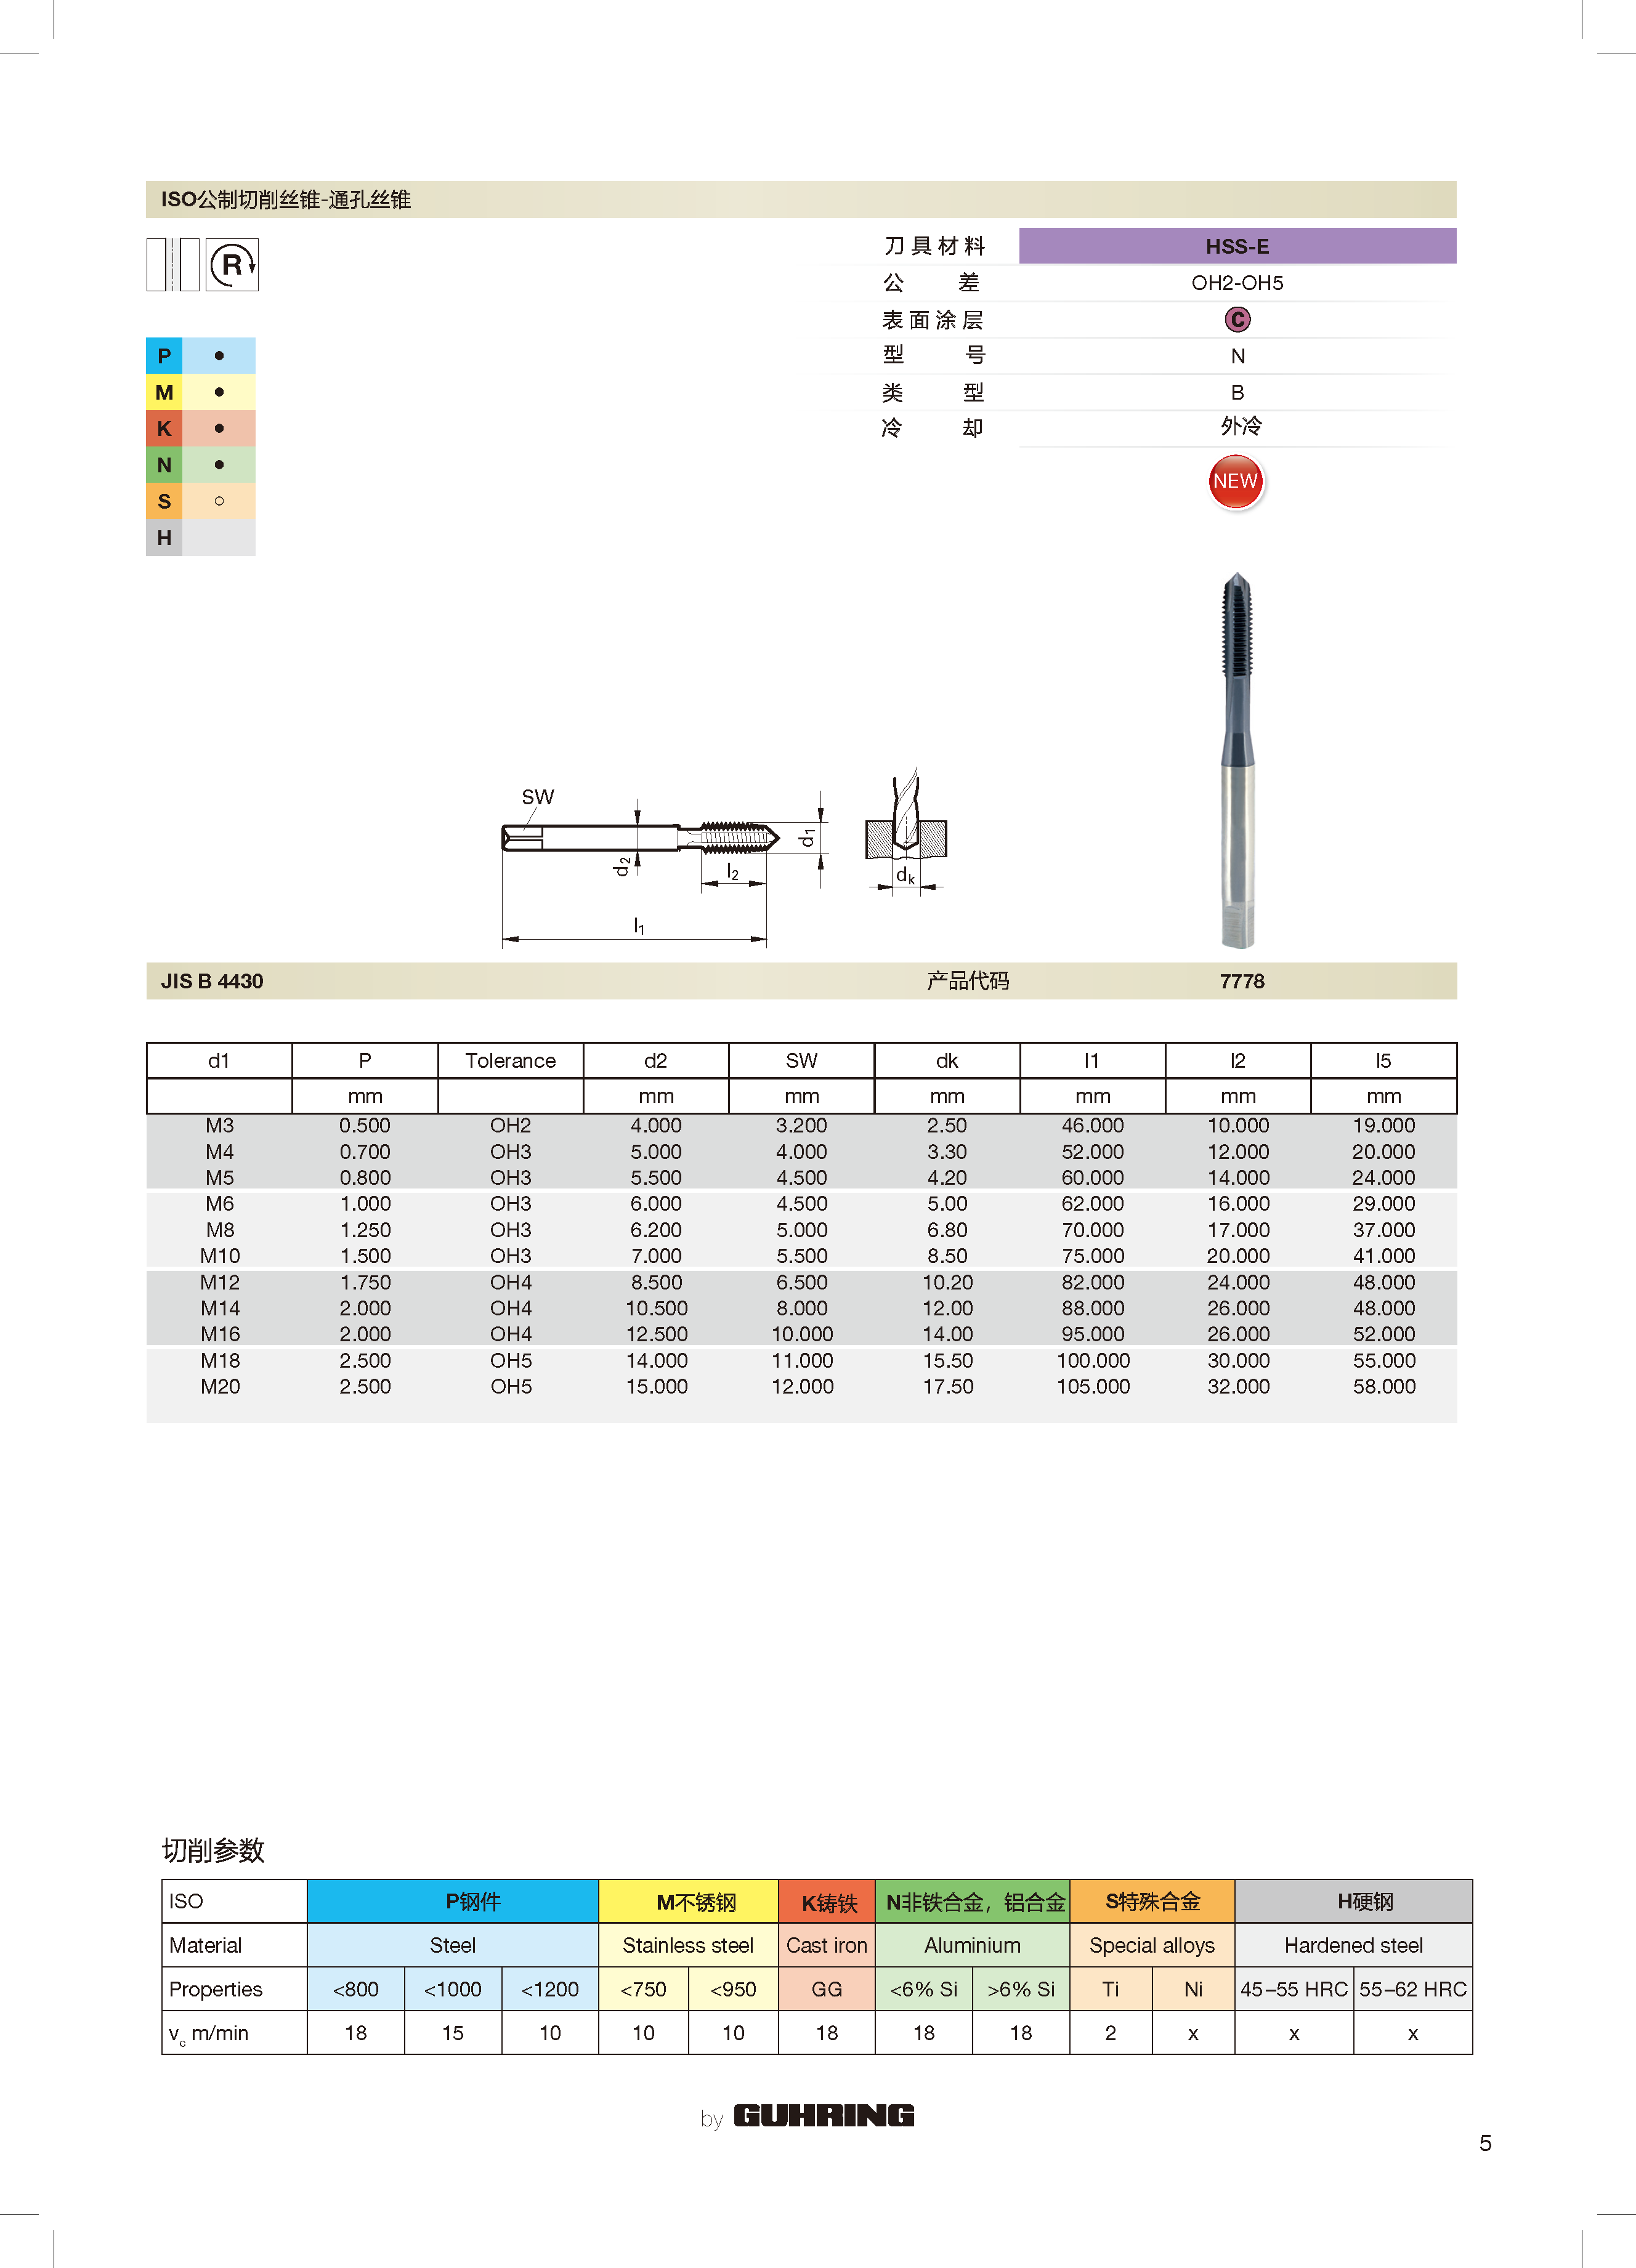 ISO公制切削丝锥-通孔丝锥
R
刀具材料 HSS-E
公差 OH2-OH5
表面涂层 C
型号 N
类型 B
冷却 外冷
NEW
P ●
M ●
K ●
N ●
S ○
H
SW
d2
l2
l1
d1
dk
JIS B 4430 产品代码 7778
d1 P Tolerance d2 SW dk l1 l2 l5
mm mm mm mm mm mm mm
M3 0.500 OH2 4.000 3.200 2.50 46.000 10.000 19.000
M4 0.700 OH3 5.000 4.000 3.30 52.000 12.000 20.000
M5 0.800 OH3 5.500 4.500 4.20 60.000 14.000 24.000
M6 1.000 OH3 6.000 4.500 5.00 62.000 16.000 29.000
M8 1.250 OH3 6.200 5.000 6.80 70.000 17.000 37.000
M10 1.500 OH3 7.000 5.500 8.50 75.000 20.000 41.000
M12 1.750 OH4 8.500 6.500 10.20 82.000 24.000 48.000
M14 2.000 OH4 10.500 8.000 12.00 88.000 26.000 48.000
M16 2.000 OH4 12.500 10.000 14.00 95.000 26.000 52.000
M18 2.500 OH5 14.000 11.000 15.50 100.000 30.000 55.000
M20 2.500 OH5 15.000 12.000 17.50 105.000 32.000 58.000
切削参数
ISO P钢件 M不锈钢 K铸铁 N非铁合金，铝合金 S特殊合金 H硬钢
Material Steel Stainless steel Cast iron Aluminium Special alloys Hardened steel
Properties <800 <1000 <1200 <750 <950 GG <6% Si >6% Si Ti Ni 45–55 HRC 55–62 HRC
vc m/min 18 15 10 10 10 18 18 18 2 x x x
by GUHRING
5